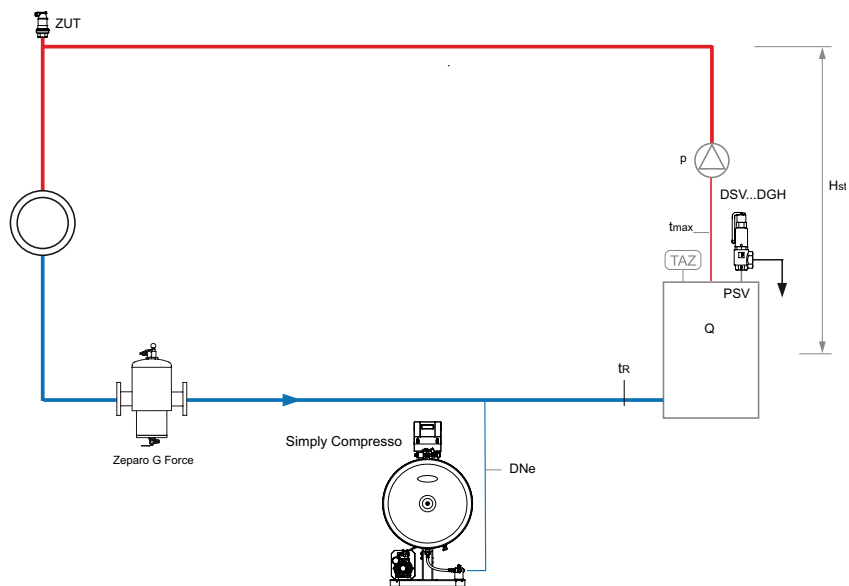 ZUT
p
Hst
DSV...DGH
tmax
TAZ
PSV
Q
tR
Simply Compresso
Zeparo G Force
DNe